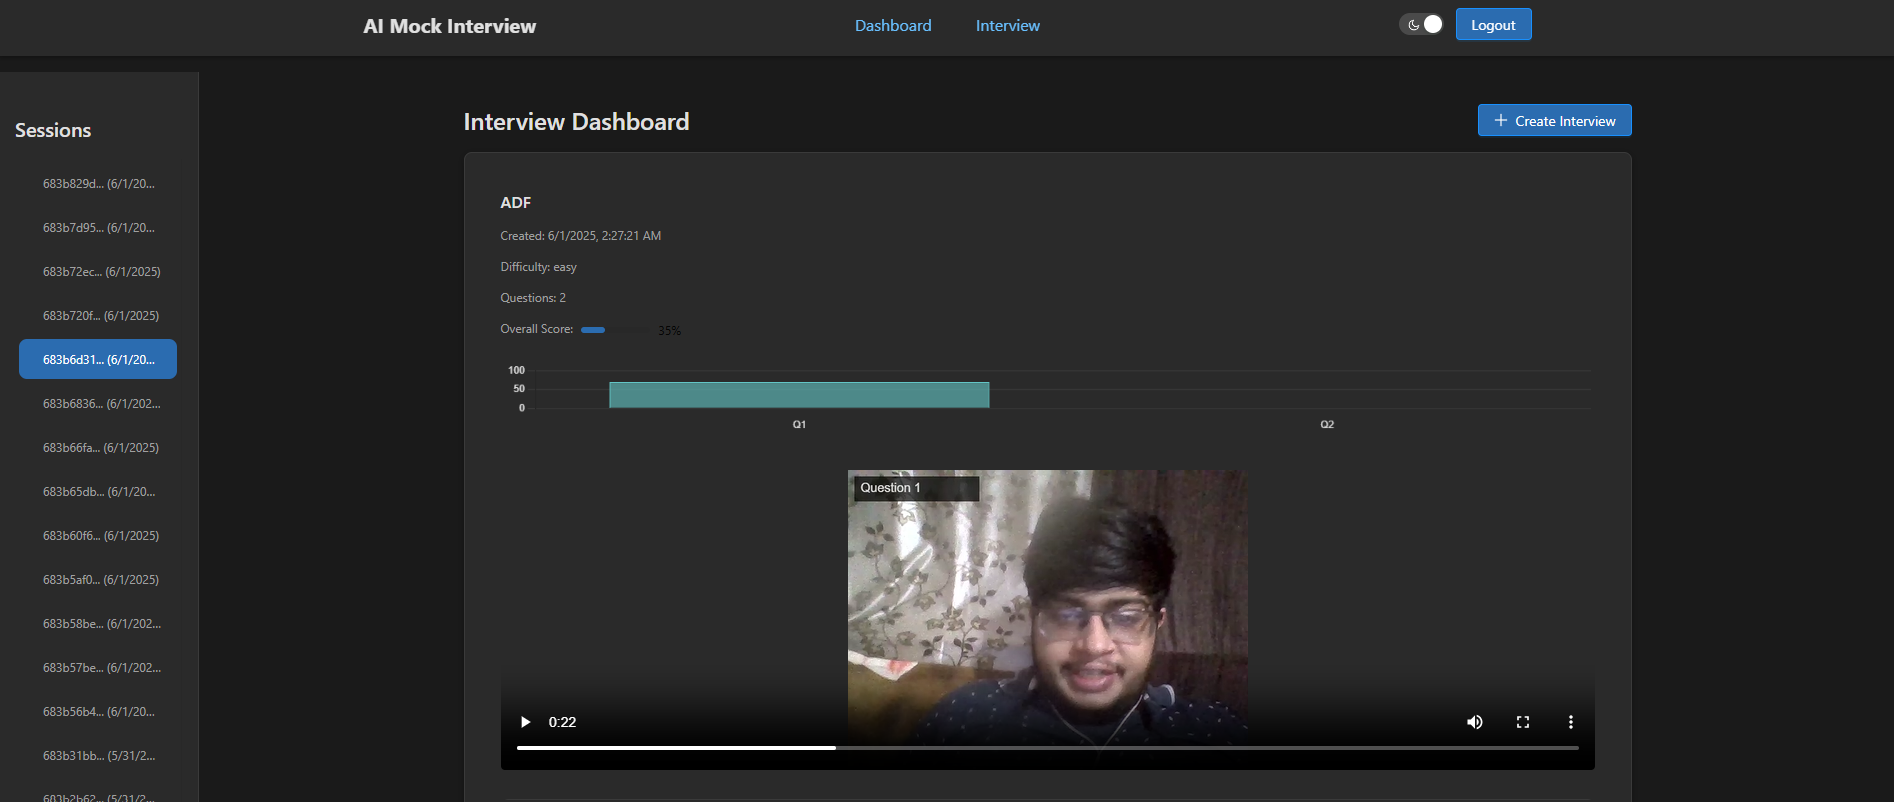 AI Mock Interview
Dashboard
Interview
Logout
Sessions
683b829d... (6/1/20...
683b7d95... (6/1/20...
683b72ec... (6/1/2025)
683b720f... (6/1/2025)
683b6d31... (6/1/20...
683b6836... (6/1/202...
683b66fa... (6/1/2025)
683b65db... (6/1/20...
683b60f6... (6/1/2025)
683b5af0... (6/1/2025)
683b58be... (6/1/202...
683b57be... (6/1/202...
683b56b4... (6/1/20...
683b31bb... (5/31/2...
683b2b62... (5/31/2...
Interview Dashboard
Create Interview
ADF
Created: 6/1/2025, 2:27:21 AM
Difficulty: easy
Questions: 2
Overall Score: 35%
100
50
0
Q1
Q2
Question 1
0:22